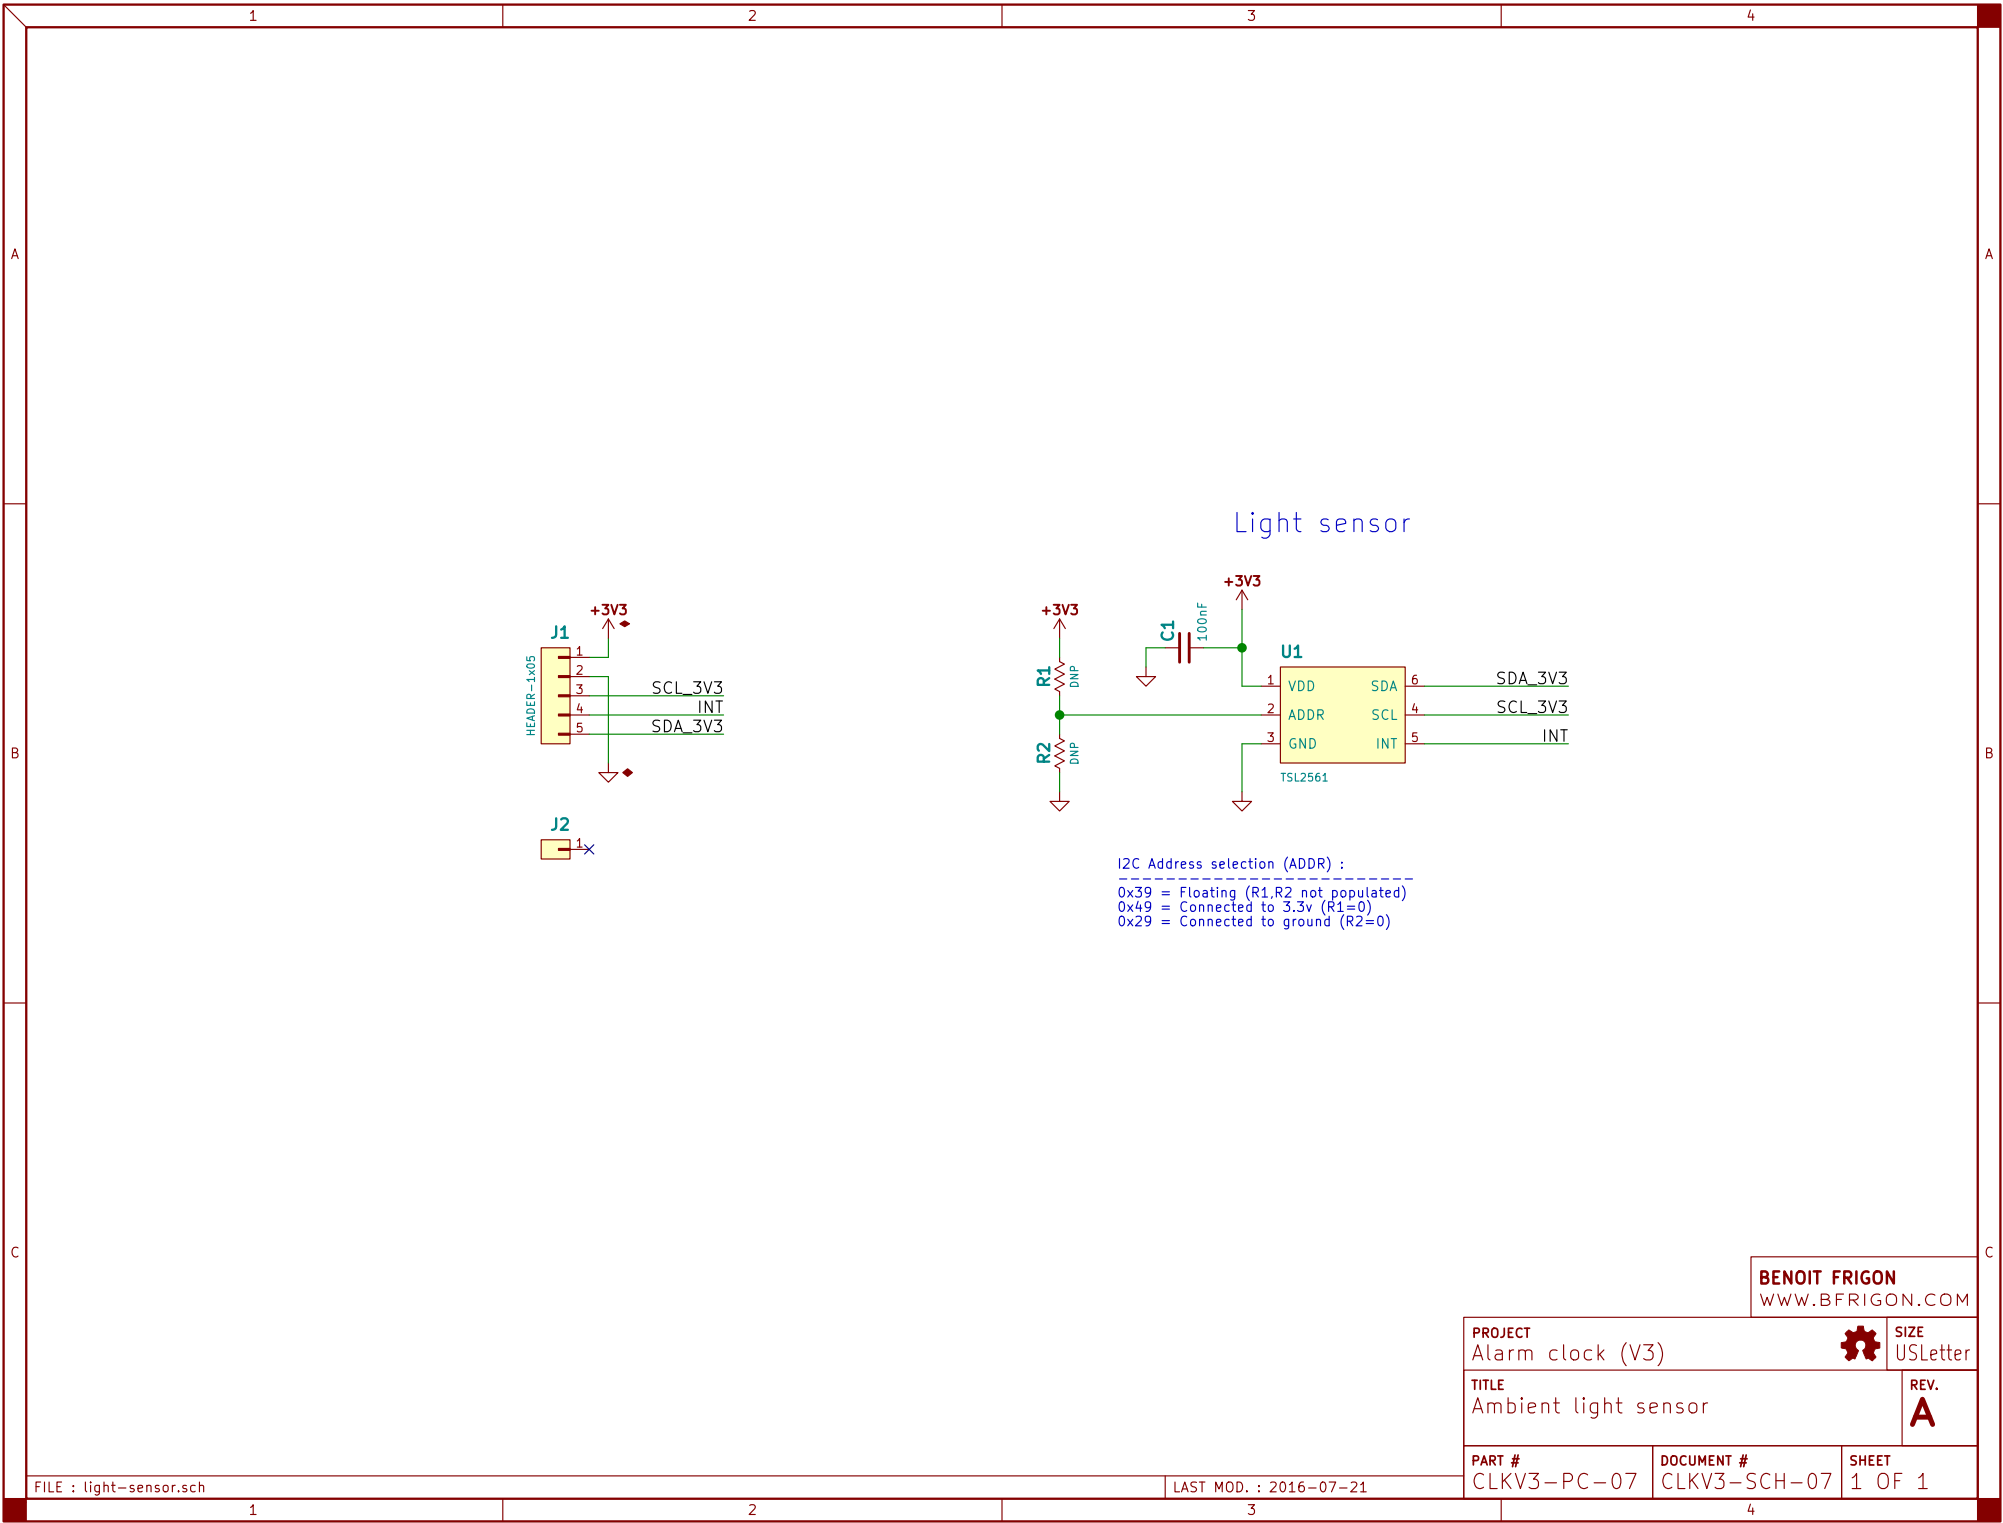 1 2 3 4
A A
B B
C C
Light sensor
+3V3
+3V3
+3V3
J1
HEADER-1x05
1
2
3
4
5
SCL_3V3
INT
SDA_3V3
J2
1
R1
DNP
R2
DNP
C1
100nF
U1
1 VDD SDA 6
2 ADDR SCL 4
3 GND INT 5
TSL2561
SDA_3V3
SCL_3V3
INT
I2C Address selection (ADDR) :
--------------------------
0x39 = Floating (R1,R2 not populated)
0x49 = Connected to 3.3v (R1=0)
0x29 = Connected to ground (R2=0)
BENOIT FRIGON
WWW.BFRIGON.COM
PROJECT
Alarm clock (V3)
SIZE
USLetter
TITLE
Ambient light sensor
REV.
A
PART #
CLKV3-PC-07
DOCUMENT #
CLKV3-SCH-07
SHEET
1 OF 1
FILE : light-sensor.sch
LAST MOD. : 2016-07-21
1 2 3 4